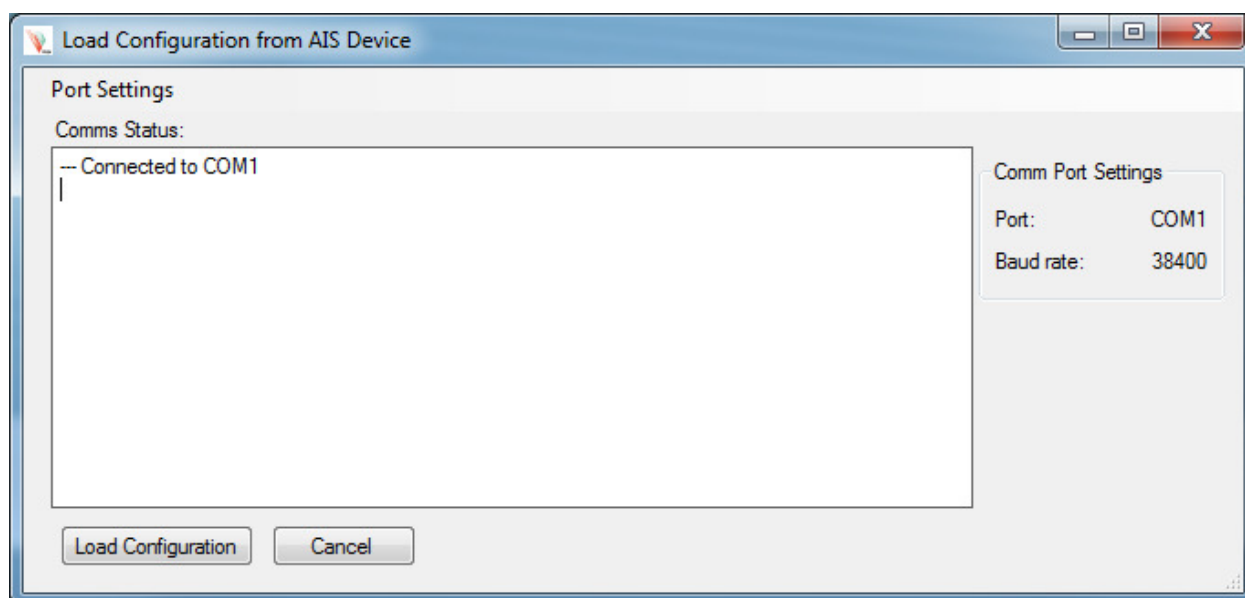 Load Configuration from AIS Device
Port Settings
Comms Status:
--- Connected to COM1
Comm Port Settings
Port: COM1
Baud rate: 38400
Load Configuration Cancel